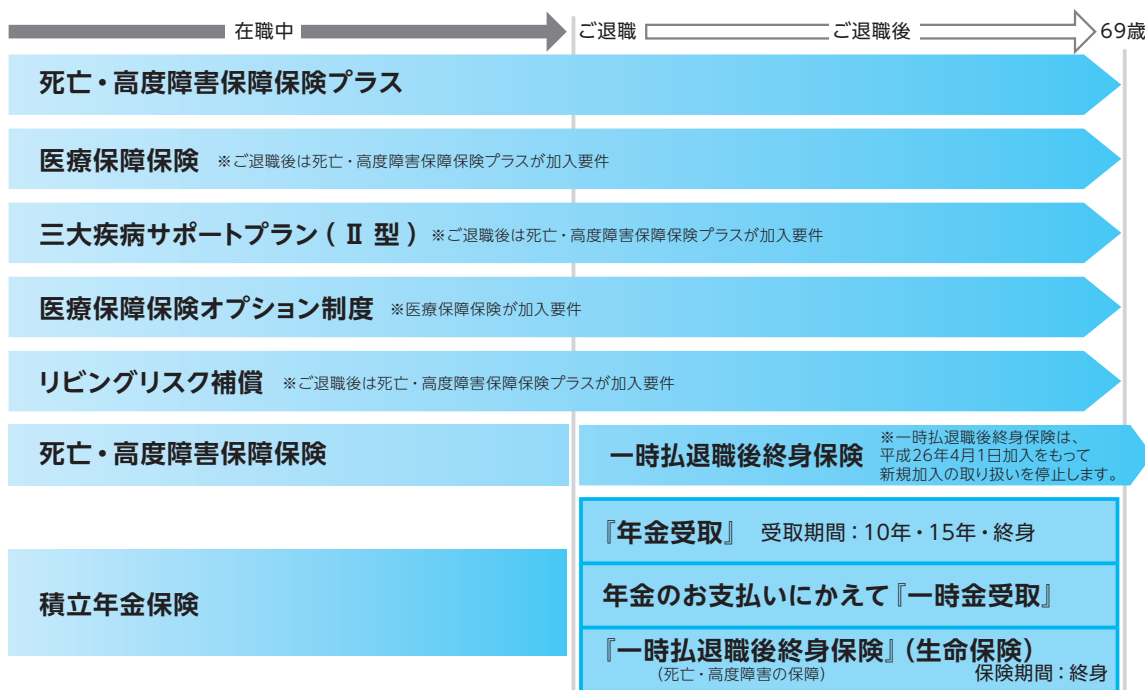 在職中 ご退職 ご退職後 69歳
死亡・高度障害保障保険プラス
医療保障保険 ※ご退職後は死亡・高度障害保障保険プラスが加入要件
三大疾病サポートプラン(Ⅱ型) ※ご退職後は死亡・高度障害保障保険プラスが加入要件
医療保障保険オプション制度 ※医療保障保険が加入要件
リビングリスク補償 ※ご退職後は死亡・高度障害保障保険プラスが加入要件
死亡・高度障害保障保険
一時払退職後終身保険
※一時払退職後終身保険は、
平成26年4月1日加入をもって
新規加入の取り扱いを停止します。
積立年金保険
『年金受取』 受取期間：10年・15年・終身
年金のお支払いにかえて『一時金受取』
『一時払退職後終身保険』(生命保険)
(死亡・高度障害の保障) 保険期間：終身